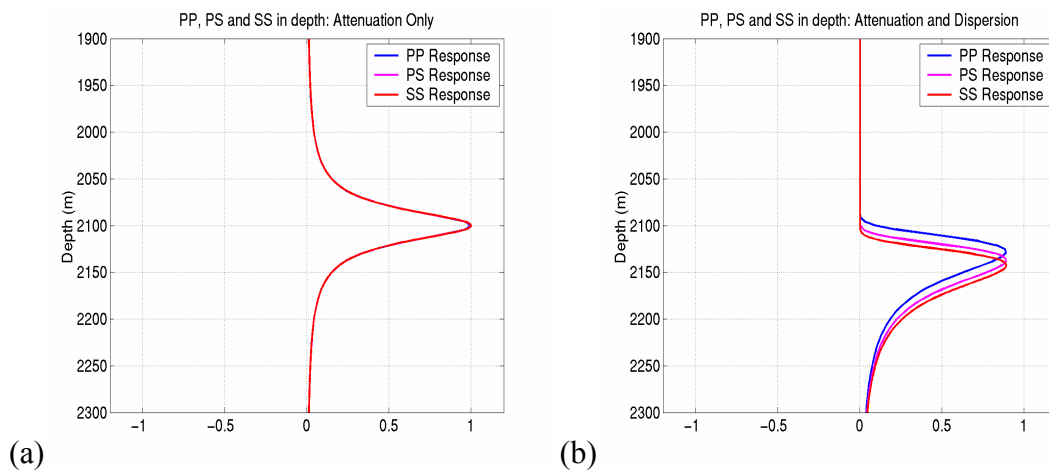 PP, PS and SS in depth: Attenuation Only
1900
1950
2000
2050
2100
2150
2200
2250
2300
Depth (m)
−1
−0.5
0
0.5
1
PP Response
PS Response
SS Response
(a)
PP, PS and SS in depth: Attenuation and Dispersion
1900
1950
2000
2050
2100
2150
2200
2250
2300
Depth (m)
−1
−0.5
0
0.5
1
PP Response
PS Response
SS Response
(b)